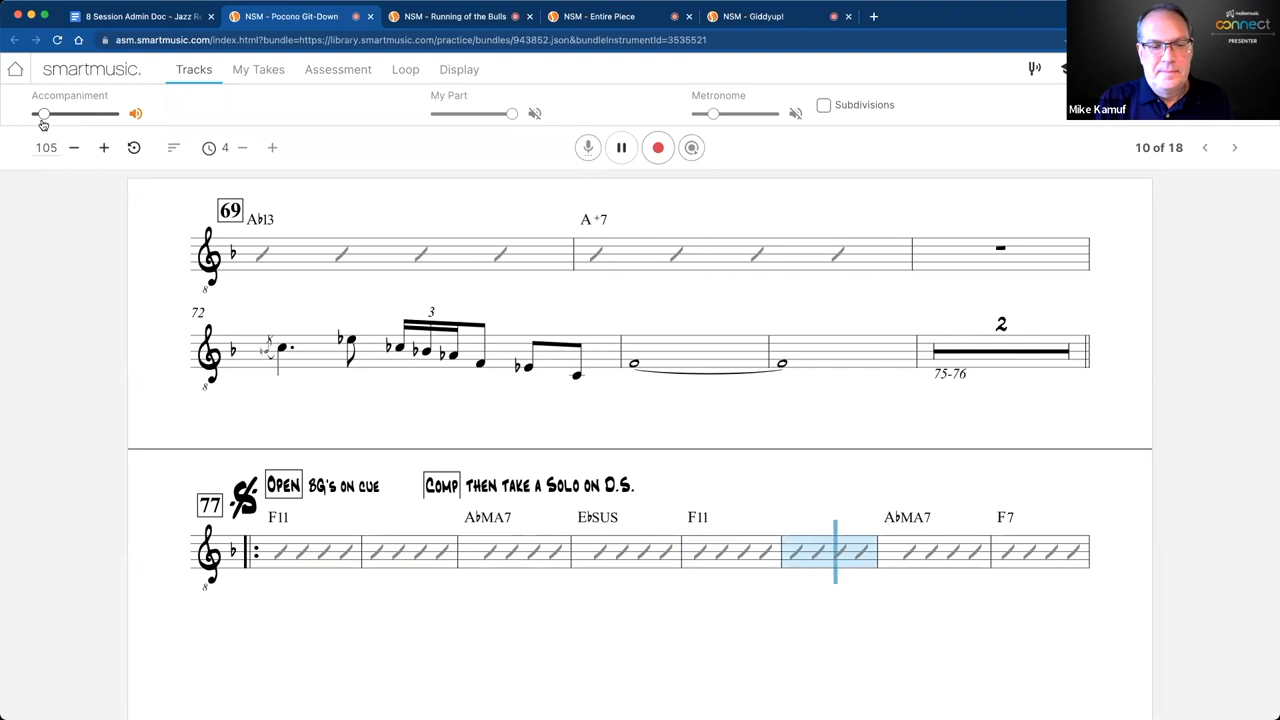 8 Session Admin Doc - Jazz R
NSM - Pocono Git-Down
NSM - Running of the Bulls
NSM - Entire Piece
NSM - Giddyup!
makemusic
connect
PRESENTER
asm.smartmusic.com/index.html?bundle=https://library.smartmusic.com/practice/bundles/943852.json&bundleInstrumentId=3535521
smartmusic.
Tracks
My Takes
Assessment
Loop
Display
Mike Kamuf
Accompaniment
My Part
Metronome
Subdivisions
105
4
10 of 18
69
A♭13
A +7
8
72
3
2
8
75-76
OPEN BG'S ON CUE
COMP THEN TAKE A SOLO ON D.S.
77
F11
A♭MA7
E♭SUS
F11
A♭MA7
F7
8